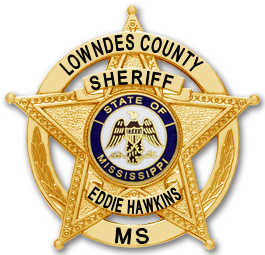 LOWNDES COUNTY
SHERIFF
STATE OF
MISSISSIPPI
EDDIE HAWKINS
MS